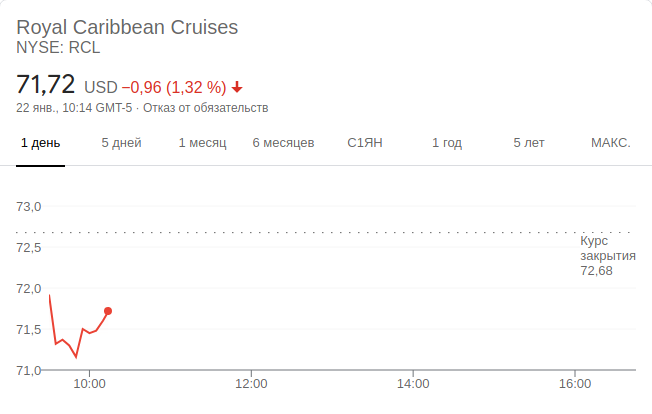 Royal Caribbean Cruises
NYSE: RCL
71,72 USD −0,96 (1,32 %)
22 янв., 10:14 GMT-5 · Отказ от обязательств
1 день 5 дней 1 месяц 6 месяцев С1ЯН 1 год 5 лет МАКС.
73,0
Курс
закрытия
72,68
72,5
72,0
71,5
71,0
10:00 12:00 14:00 16:00